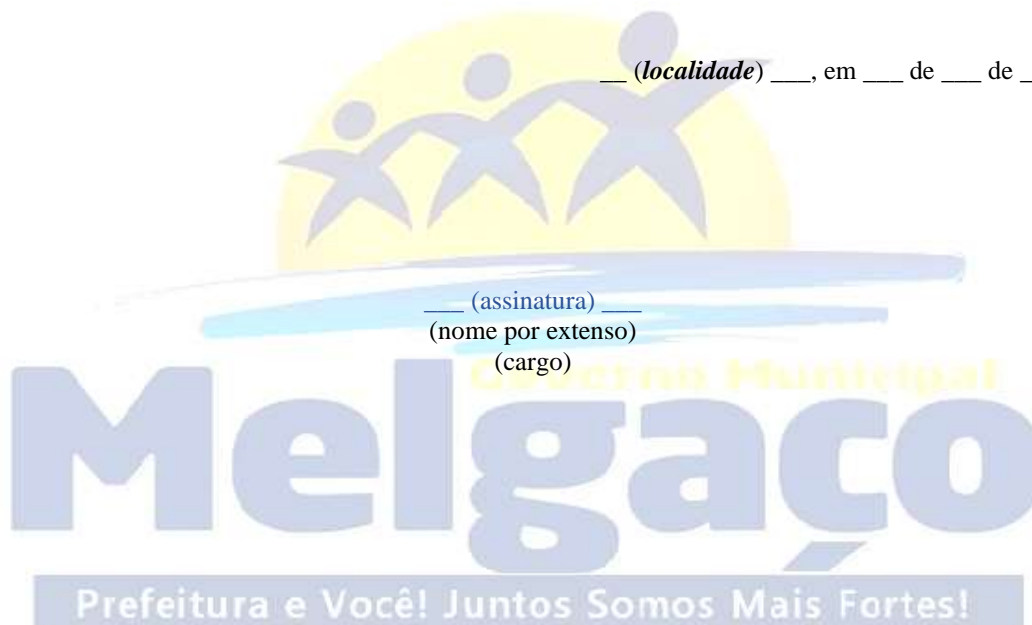 __ (localidade) ___, em ___ de ___ de _
___ (assinatura) ___
(nome por extenso)
(cargo)
Governo Municipal
Melgaço
Prefeitura e Você! Juntos Somos Mais Fortes!